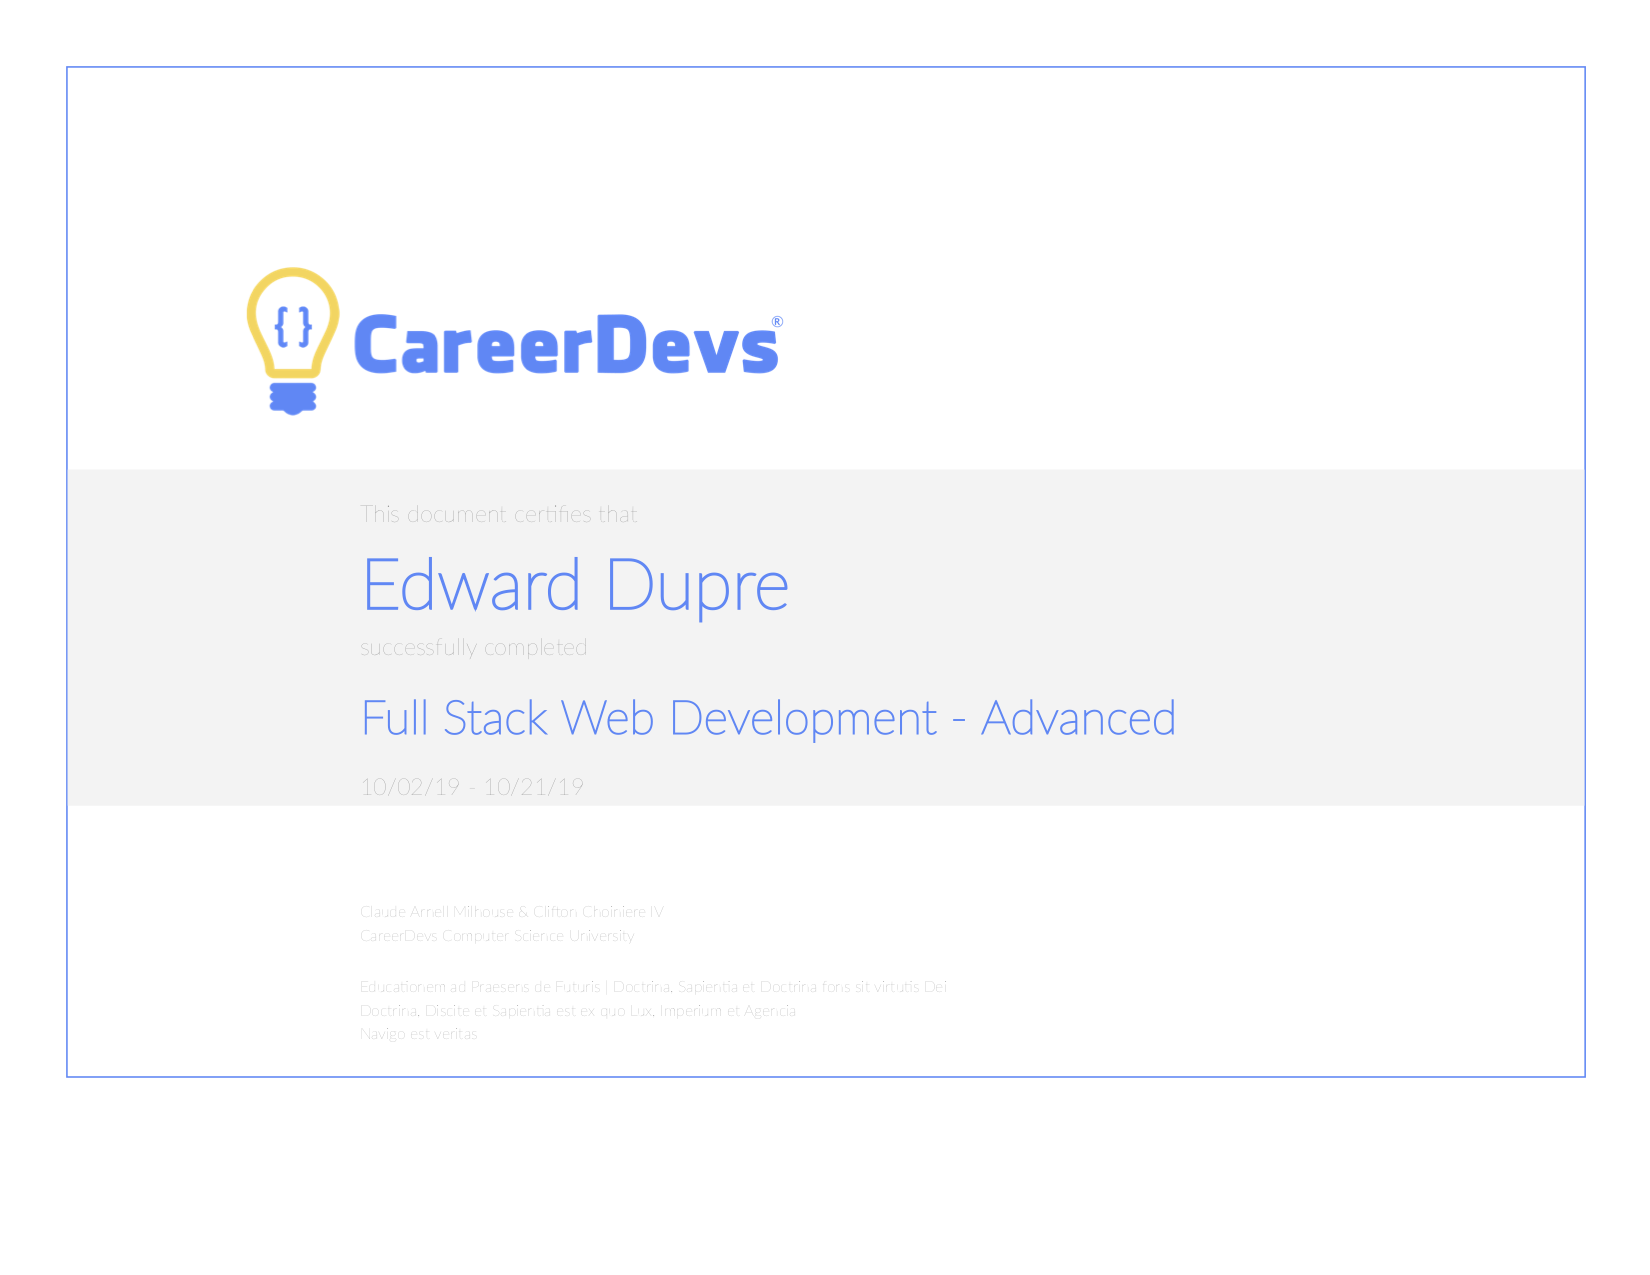 { } CareerDevs®
This document certifies that
Edward Dupre
successfully completed
Full Stack Web Development - Advanced
10/02/19 - 10/21/19
Claude Arnell Milhouse & Clifton Choiniere IV
CareerDevs Computer Science University
Educationem ad Praesens de Futuris | Doctrina, Sapientia et Doctrina fons sit virtutis Dei
Doctrina, Discite et Sapientia est ex quo Lux, Imperium et Agencia
Navigo est veritas